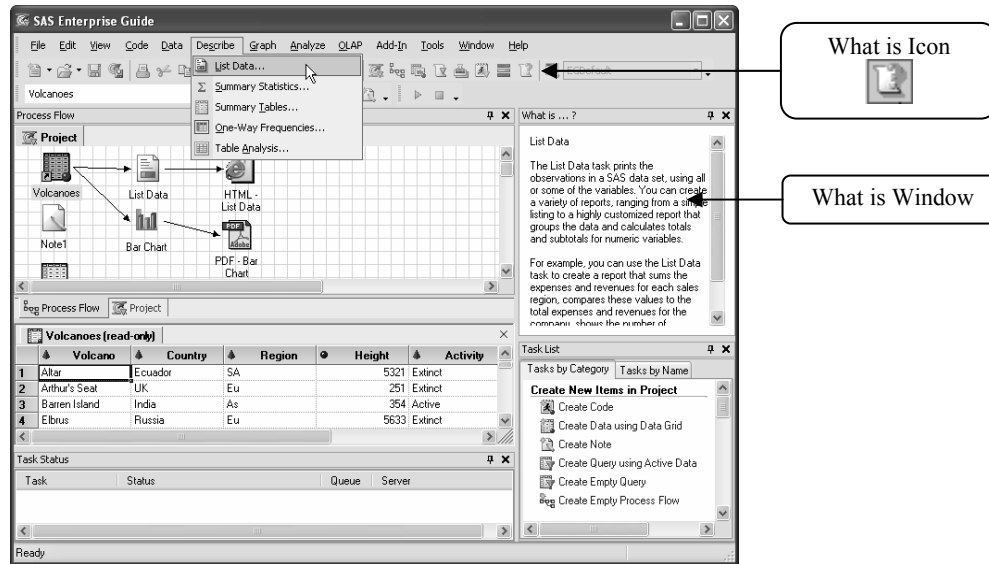 SAS Enterprise Guide
File Edit View Code Data Describe Graph Analyze OLAP Add-In Tools Window Help
List Data...
Summary Statistics...
Summary Tables...
One-Way Frequencies...
Table Analysis...
EGDefault
Volcanoes
Process Flow
Project
Volcanoes
List Data
HTML -
List Data
Note1
Bar Chart
PDF
Adobe
PDF - Bar
Chart
Process Flow Project
Volcanoes (read-only)
Volcano Country Region Height Activity
1 Altar Ecuador SA 5321 Extinct
2 Arthur's Seat UK Eu 251 Extinct
3 Barren Island India As 354 Active
4 Elbrus Russia Eu 5633 Extinct
Task Status
Task Status Queue Server
Ready
What is ... ?
List Data
The List Data task prints the
observations in a SAS data set, using all
or some of the variables. You can create
a variety of reports, ranging from a simple
listing to a highly customized report that
groups the data and calculates totals
and subtotals for numeric variables.
For example, you can use the List Data
task to create a report that sums the
expenses and revenues for each sales
region, compares these values to the
total expenses and revenues for the
company, shows the number of
Task List
Tasks by Category Tasks by Name
Create New Items in Project
Create Code
Create Data using Data Grid
Create Note
Create Query using Active Data
Create Empty Query
Create Empty Process Flow
What is Icon
What is Window